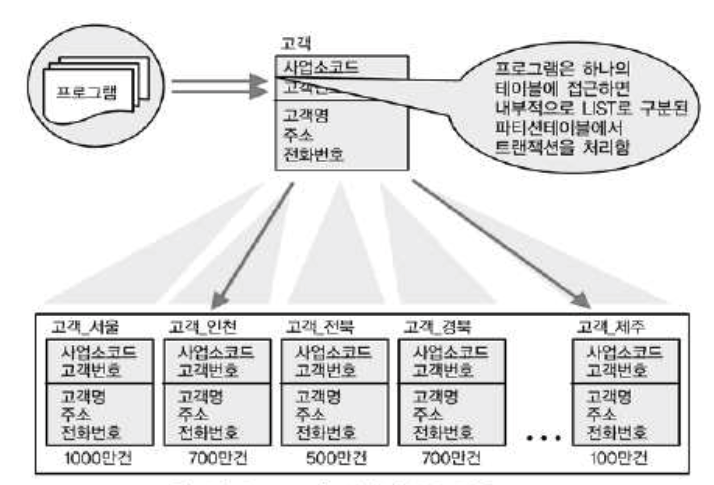 프로그램
고객
사업소코드
고객명
주소
전화번호
프로그램은 하나의
테이블에 접근하면
내부적으로 LIST로 구분된
파티션테이블에서
트랜잭션을 처리함
고객_서울
사업소코드
고객번호
고객명
주소
전화번호
1000만건
고객_인천
사업소코드
고객번호
고객명
주소
전화번호
700만건
고객_전북
사업소코드
고객번호
고객명
주소
전화번호
500만건
고객_경북
사업소코드
고객번호
고객명
주소
전화번호
700만건
...
고객_제주
사업소코드
고객번호
고객명
주소
전화번호
100만건